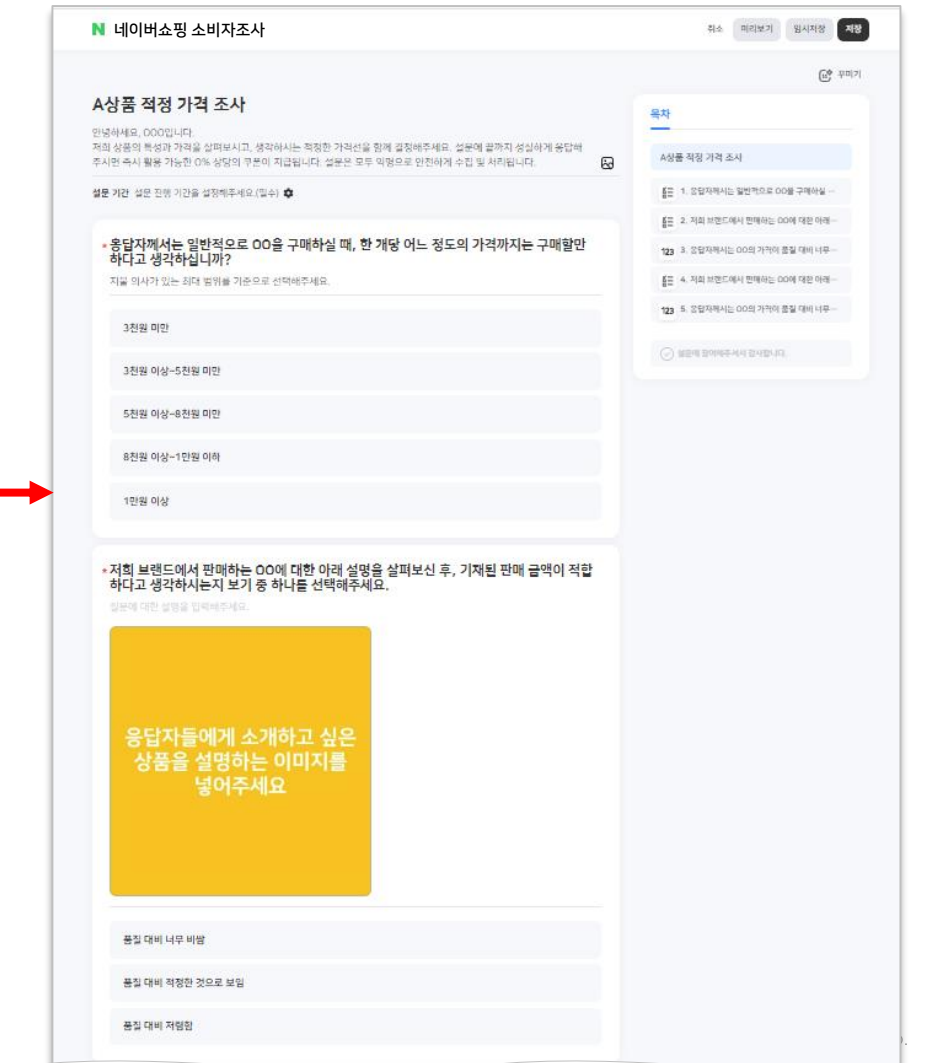 N 네이버쇼핑 소비자조사
취소 미리보기 임시저장 저장
꾸미기
A상품 적정 가격 조사
안녕하세요, OOO입니다.
저희 상품의 특성과 가격을 살펴보시고, 생각하시는 적정한 가격선을 함께 결정해주세요. 설문에 끝까지 성실하게 응답해
주시면 즉시 활용 가능한 0% 상당의 쿠폰이 지급됩니다. 설문은 모두 익명으로 안전하게 수집 및 처리됩니다.
설문 기간 설문 진행 기간을 설정해주세요.(필수)
목차
A상품 적정 가격 조사
1. 응답자께서는 일반적으로 OO을 구매하실 ···
2. 저희 브랜드에서 판매하는 OO에 대한 아래···
123 3. 응답자께서는 OO의 가격이 품질 대비 너무···
4. 저희 브랜드에서 판매하는 OO에 대한 아래···
123 5. 응답자께서는 OO의 가격이 품질 대비 너무···
설문에 참여해주셔서 감사합니다.
* 응답자께서는 일반적으로 OO을 구매하실 때, 한 개당 어느 정도의 가격까지는 구매할만
하다고 생각하십니까?
지불 의사가 있는 최대 범위를 기준으로 선택해주세요.
3천원 미만
3천원 이상~5천원 미만
5천원 이상~8천원 미만
8천원 이상~1만원 이하
1만원 이상
* 저희 브랜드에서 판매하는 OO에 대한 아래 설명을 살펴보신 후, 기재된 판매 금액이 적합
하다고 생각하시는지 보기 중 하나를 선택해주세요.
질문에 대한 설명을 입력해주세요.
응답자들에게 소개하고 싶은
상품을 설명하는 이미지를
넣어주세요
품질 대비 너무 비쌈
품질 대비 적정한 것으로 보임
품질 대비 저렴함